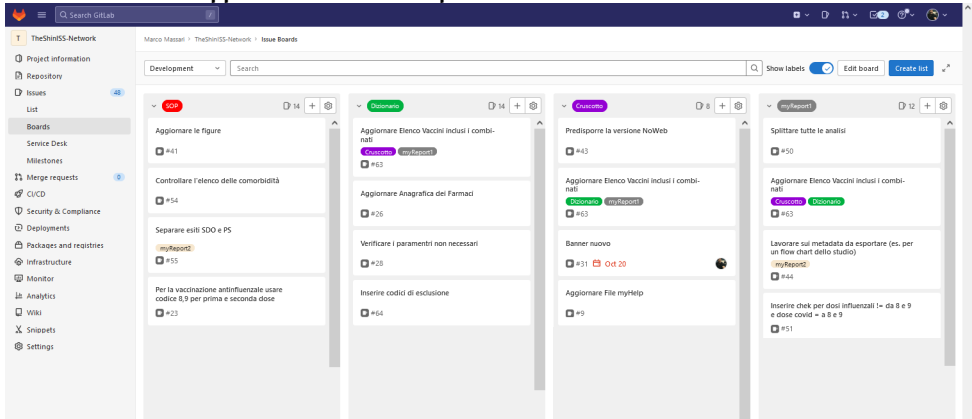 Search GitLab
/
2
T TheShinISS-Network
Marco Massari > TheShinISS-Network > Issue Boards
Project information
Repository
Issues 48
List
Boards
Service Desk
Milestones
Merge requests 0
CI/CD
Security & Compliance
Deployments
Packages and registries
Infrastructure
Monitor
Analytics
Wiki
Snippets
Settings
Development
Search
Show labels
Edit board
Create list
SOP 14
Aggiornare le figure
#41
Controllare l'elenco delle comorbidità
#54
Separare esiti SDO e PS
myReport2
#55
Per la vaccinazione antinfluenzale usare
codice 8,9 per prima e seconda dose
#23
Dizionario 14
Aggiornare Elenco Vaccini inclusi i combi-
nati
Cruscotto myReport1
#63
Aggiornare Anagrafica dei Farmaci
#26
Verificare i paramentri non necessari
#28
Inserire codici di esclusione
#64
Cruscotto 8
Predisporre la versione NoWeb
#43
Aggiornare Elenco Vaccini inclusi i combi-
nati
Dizionario myReport1
#63
Banner nuovo
#31 Oct 20
Aggiornare File myHelp
#9
myReport1 12
Splittare tutte le analisi
#50
Aggiornare Elenco Vaccini inclusi i combi-
nati
Cruscotto Dizionario
#63
Lavorare sui metadata da esportare (es. per
un flow chart dello studio)
myReport2
#44
Inserire chek per dosi influenzali != da 8 e 9
e dose covid = a 8 e 9
#51